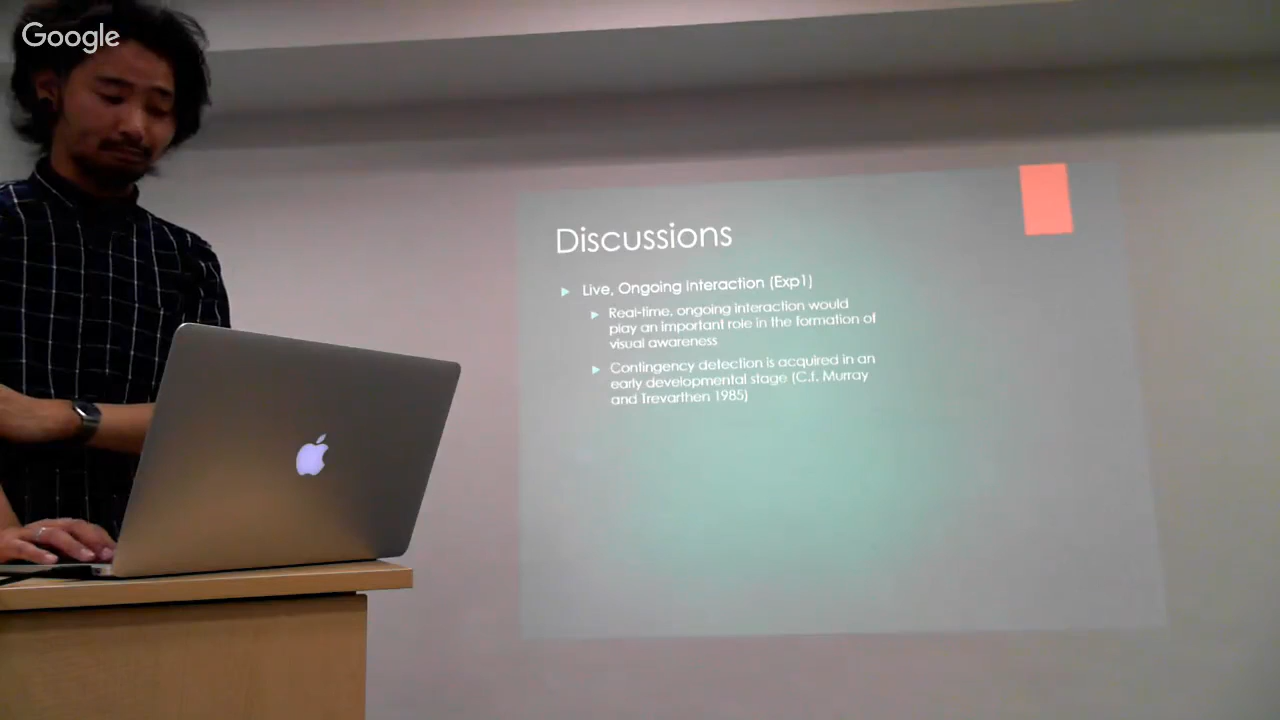 Google
Discussions
Live, Ongoing Interaction (Exp1)
Real-time, ongoing interaction would
play an important role in the formation of
visual awareness
Contingency detection is acquired in an
early developmental stage (C.f. Murray
and Trevarthen 1985)